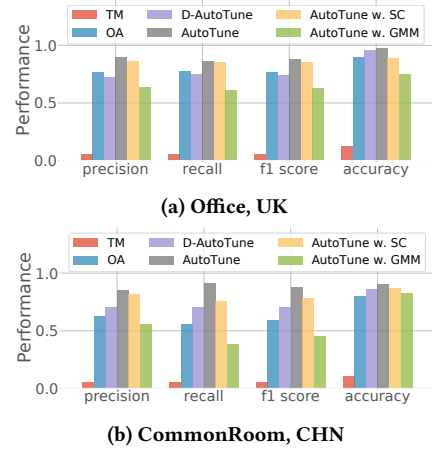 TM D-AutoTune AutoTune w. SC
OA AutoTune AutoTune w. GMM
1.0
0.5
0.0
Performance
precision recall f1 score accuracy
(a) Office, UK
TM D-AutoTune AutoTune w. SC
OA AutoTune AutoTune w. GMM
1.0
0.5
0.0
Performance
precision recall f1 score accuracy
(b) CommonRoom, CHN